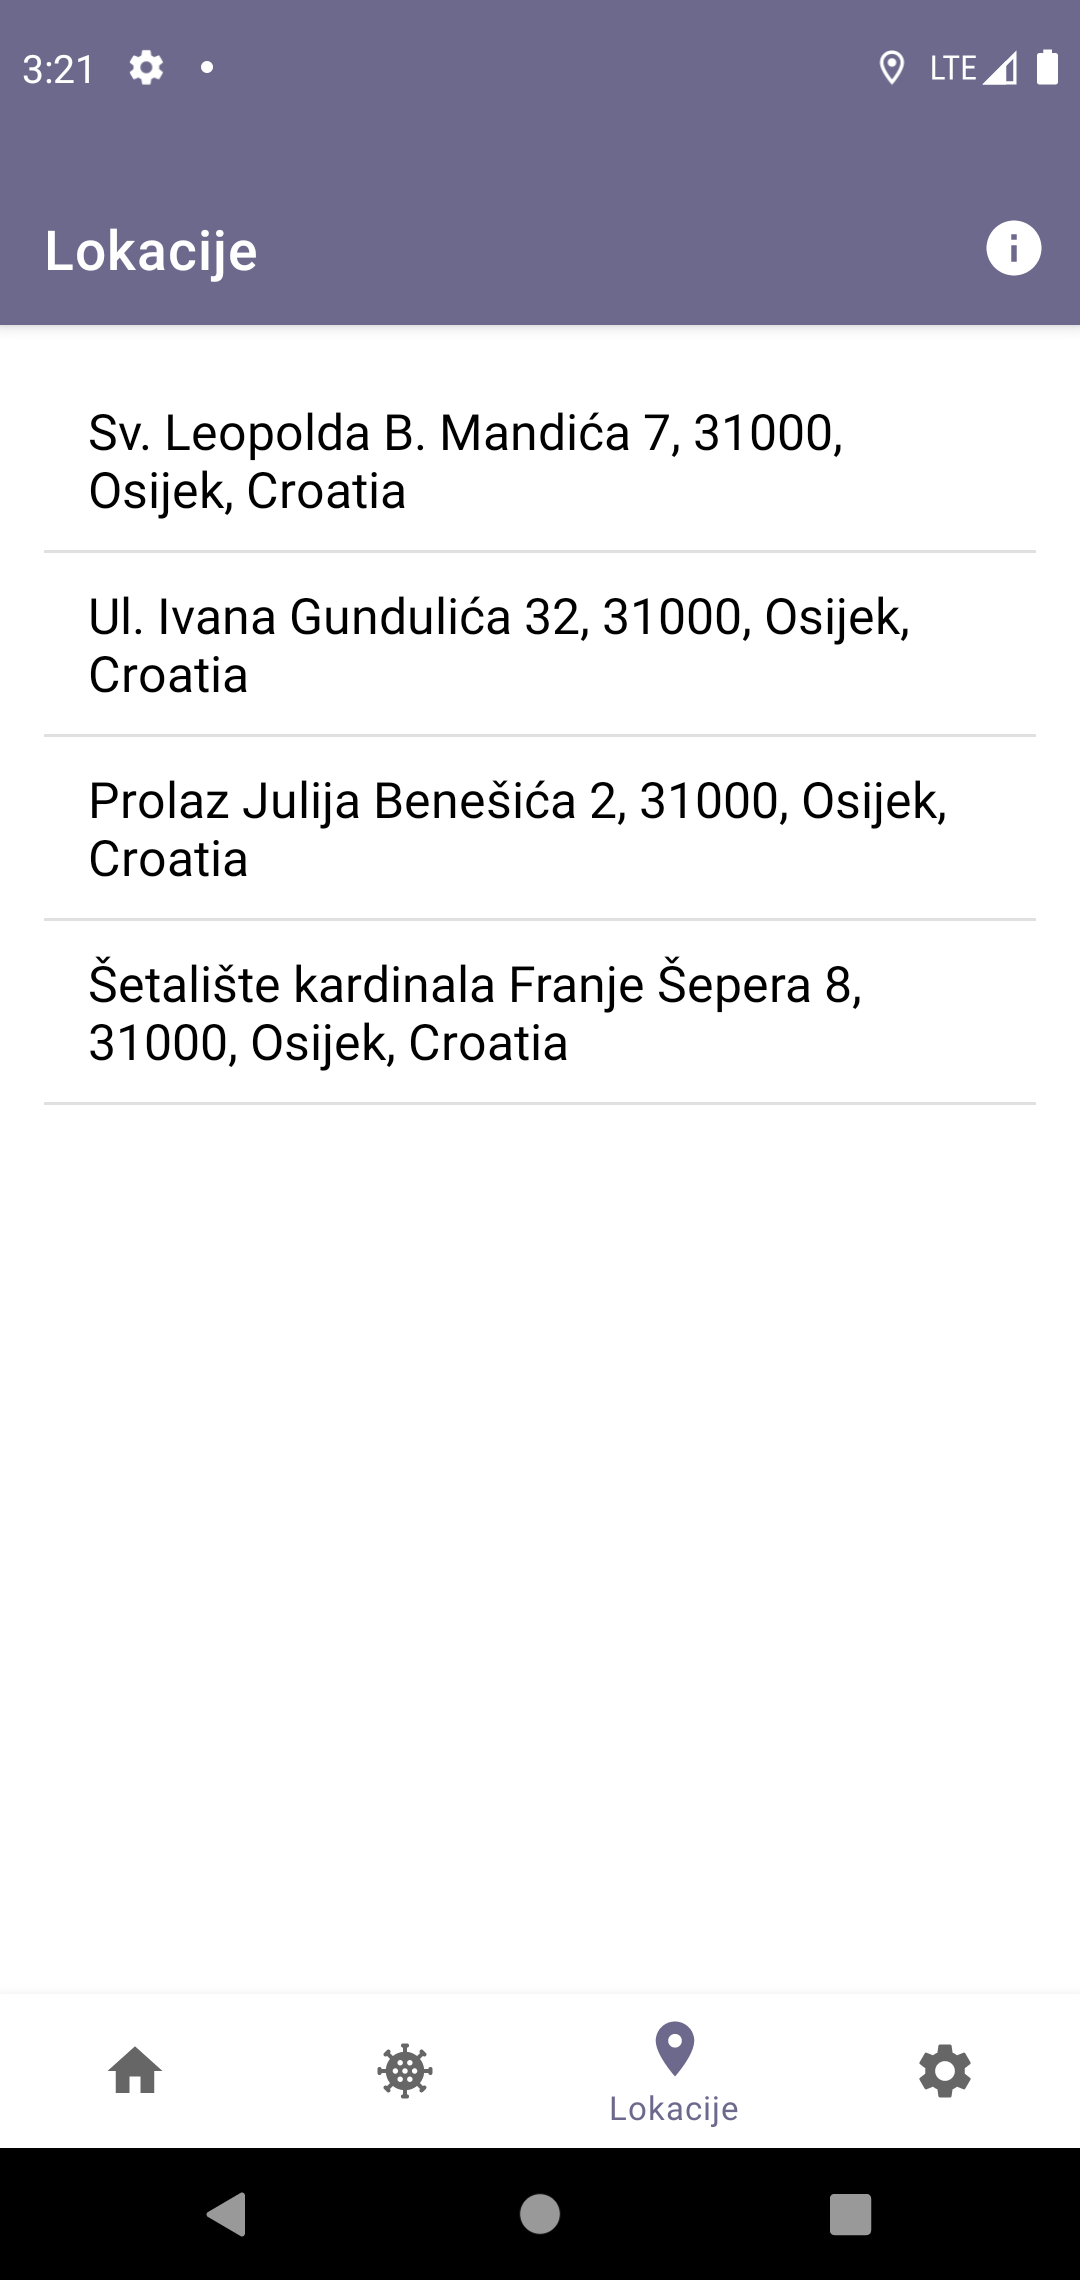 3:21
LTE
Lokacije
Sv. Leopolda B. Mandića 7, 31000,
Osijek, Croatia
Ul. Ivana Gundulića 32, 31000, Osijek,
Croatia
Prolaz Julija Benešića 2, 31000, Osijek,
Croatia
Šetalište kardinala Franje Šepera 8,
31000, Osijek, Croatia
Lokacije